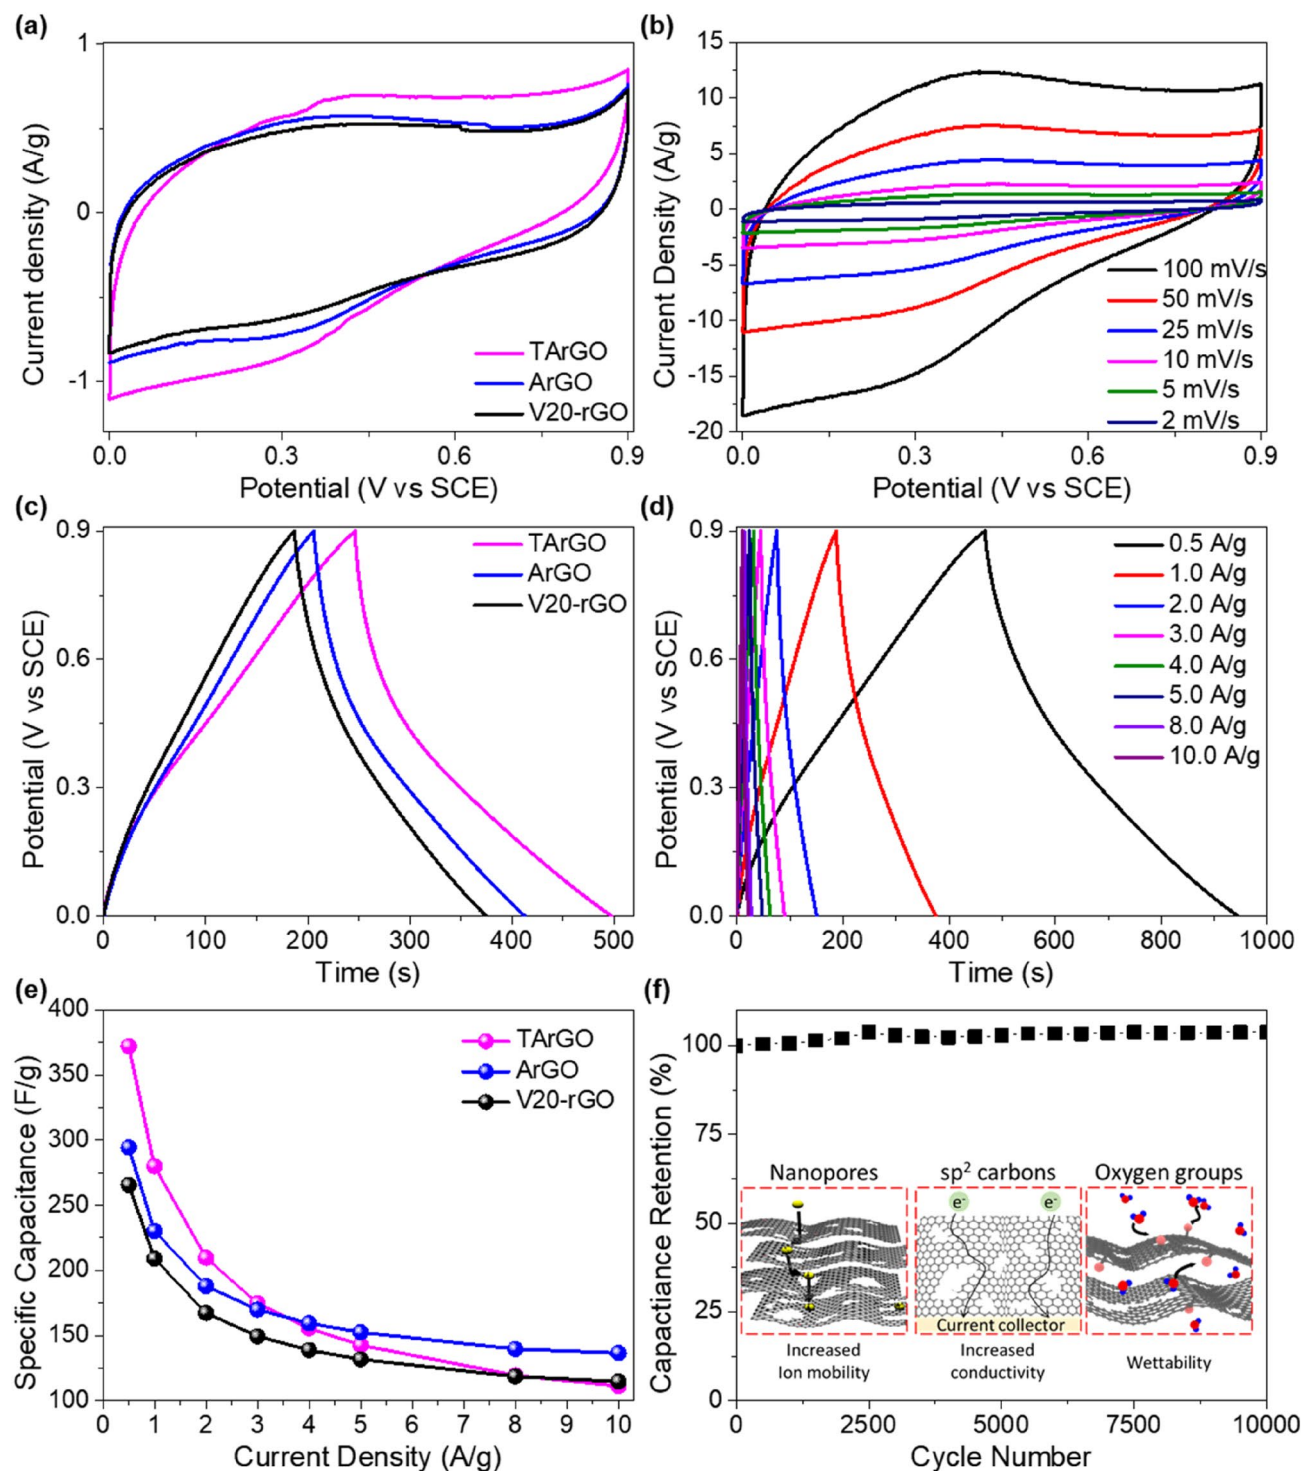 (a)
1
0
-1
0.0
0.3
0.6
0.9
Current density (A/g)
Potential (V vs SCE)
TArGO
ArGO
V20-rGO
(b)
15
10
5
0
-5
-10
-15
-20
0.0
0.3
0.6
0.9
Current Density (A/g)
Potential (V vs SCE)
100 mV/s
50 mV/s
25 mV/s
10 mV/s
5 mV/s
2 mV/s
(c)
0.9
0.6
0.3
0.0
0
100
200
300
400
500
Potential (V vs SCE)
Time (s)
TArGO
ArGO
V20-rGO
(d)
0.9
0.6
0.3
0.0
0
200
400
600
800
1000
Potential (V vs SCE)
Time (s)
0.5 A/g
1.0 A/g
2.0 A/g
3.0 A/g
4.0 A/g
5.0 A/g
8.0 A/g
10.0 A/g
(e)
400
350
300
250
200
150
100
0
1
2
3
4
5
6
7
8
9
10
Specific Capacitance (F/g)
Current Density (A/g)
TArGO
ArGO
V20-rGO
(f)
100
75
50
25
0
0
2500
5000
7500
10000
Capactiance Retention (%)
Cycle Number
Nanopores
Increased
Ion mobility
sp² carbons
e⁻
e⁻
Current collector
Increased
conductivity
Oxygen groups
Wettability